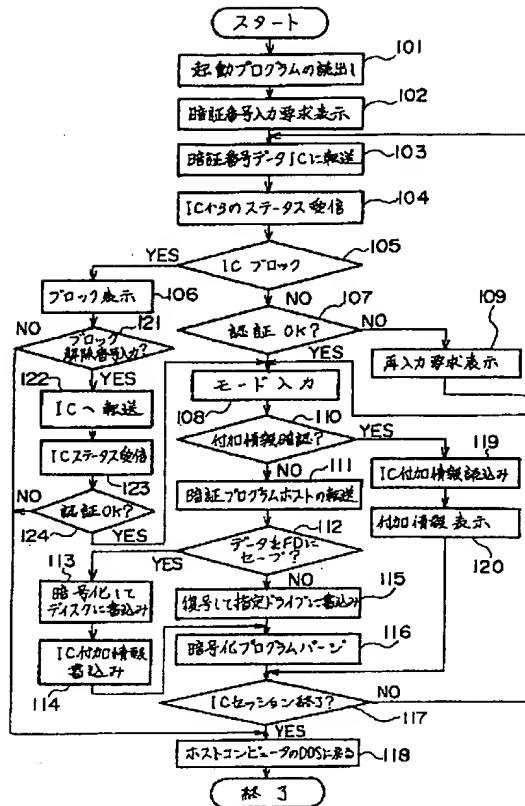 スタート
101
起動プログラムの読出し
102
暗証番号入力要求表示
103
暗証番号データICに転送
104
ICからのステータス受信
105
YES
ICブロック
NO
106
ブロック表示
107
認証OK?
NO
YES
109
再入力要求表示
NO
121
ブロック
解除番号入力?
YES
122
ICへ転送
108
モード入力
110
付加情報確認?
YES
NO
119
IC付加情報読込み
ICステータス受信
123
111
暗証プログラムホストの転送
120
付加情報表示
NO
124
認証OK?
YES
112
データをFDに
セーブ?
YES
NO
113
暗号化して
ディスクに書込み
115
復号して指定ドライブに書込み
114
IC付加情報
書込み
116
暗号化プログラムパージ
117
ICセッション終了?
NO
YES
118
ホストコンピュータのDOSに戻る
終了